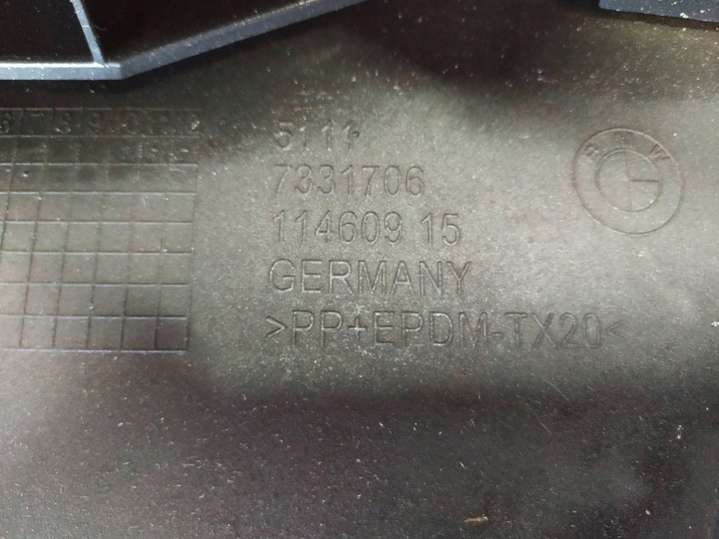 5111
7331706
114609 15
GERMANY
>PP+EPDM-TX20<